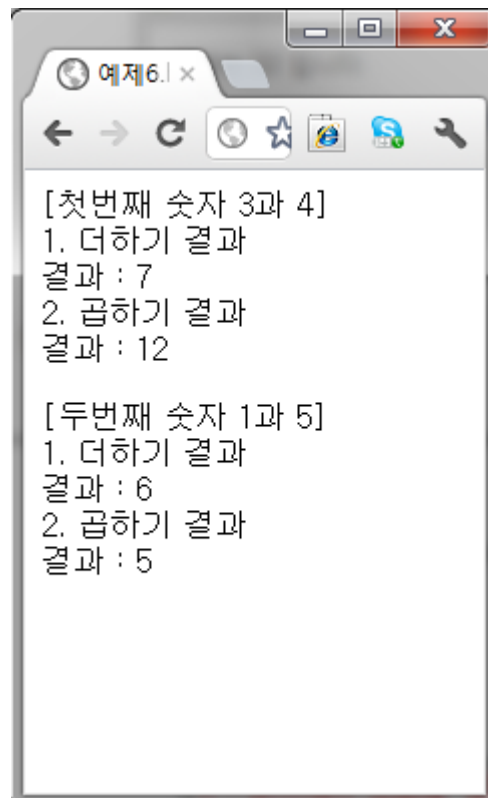 예제6.
[첫번째 숫자 3과 4]
1. 더하기 결과
결과 : 7
2. 곱하기 결과
결과 : 12
[두번째 숫자 1과 5]
1. 더하기 결과
결과 : 6
2. 곱하기 결과
결과 : 5